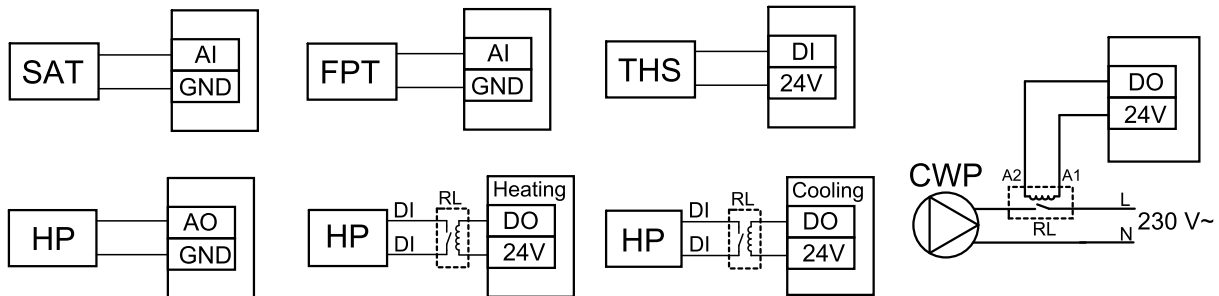 SAT
AI
GND
FPT
AI
GND
THS
DI
24V
DO
24V
CWP
A2
A1
RL
L
N
230 V~
HP
AO
GND
HP
DI
DI
RL
Heating
DO
24V
HP
DI
DI
RL
Cooling
DO
24V